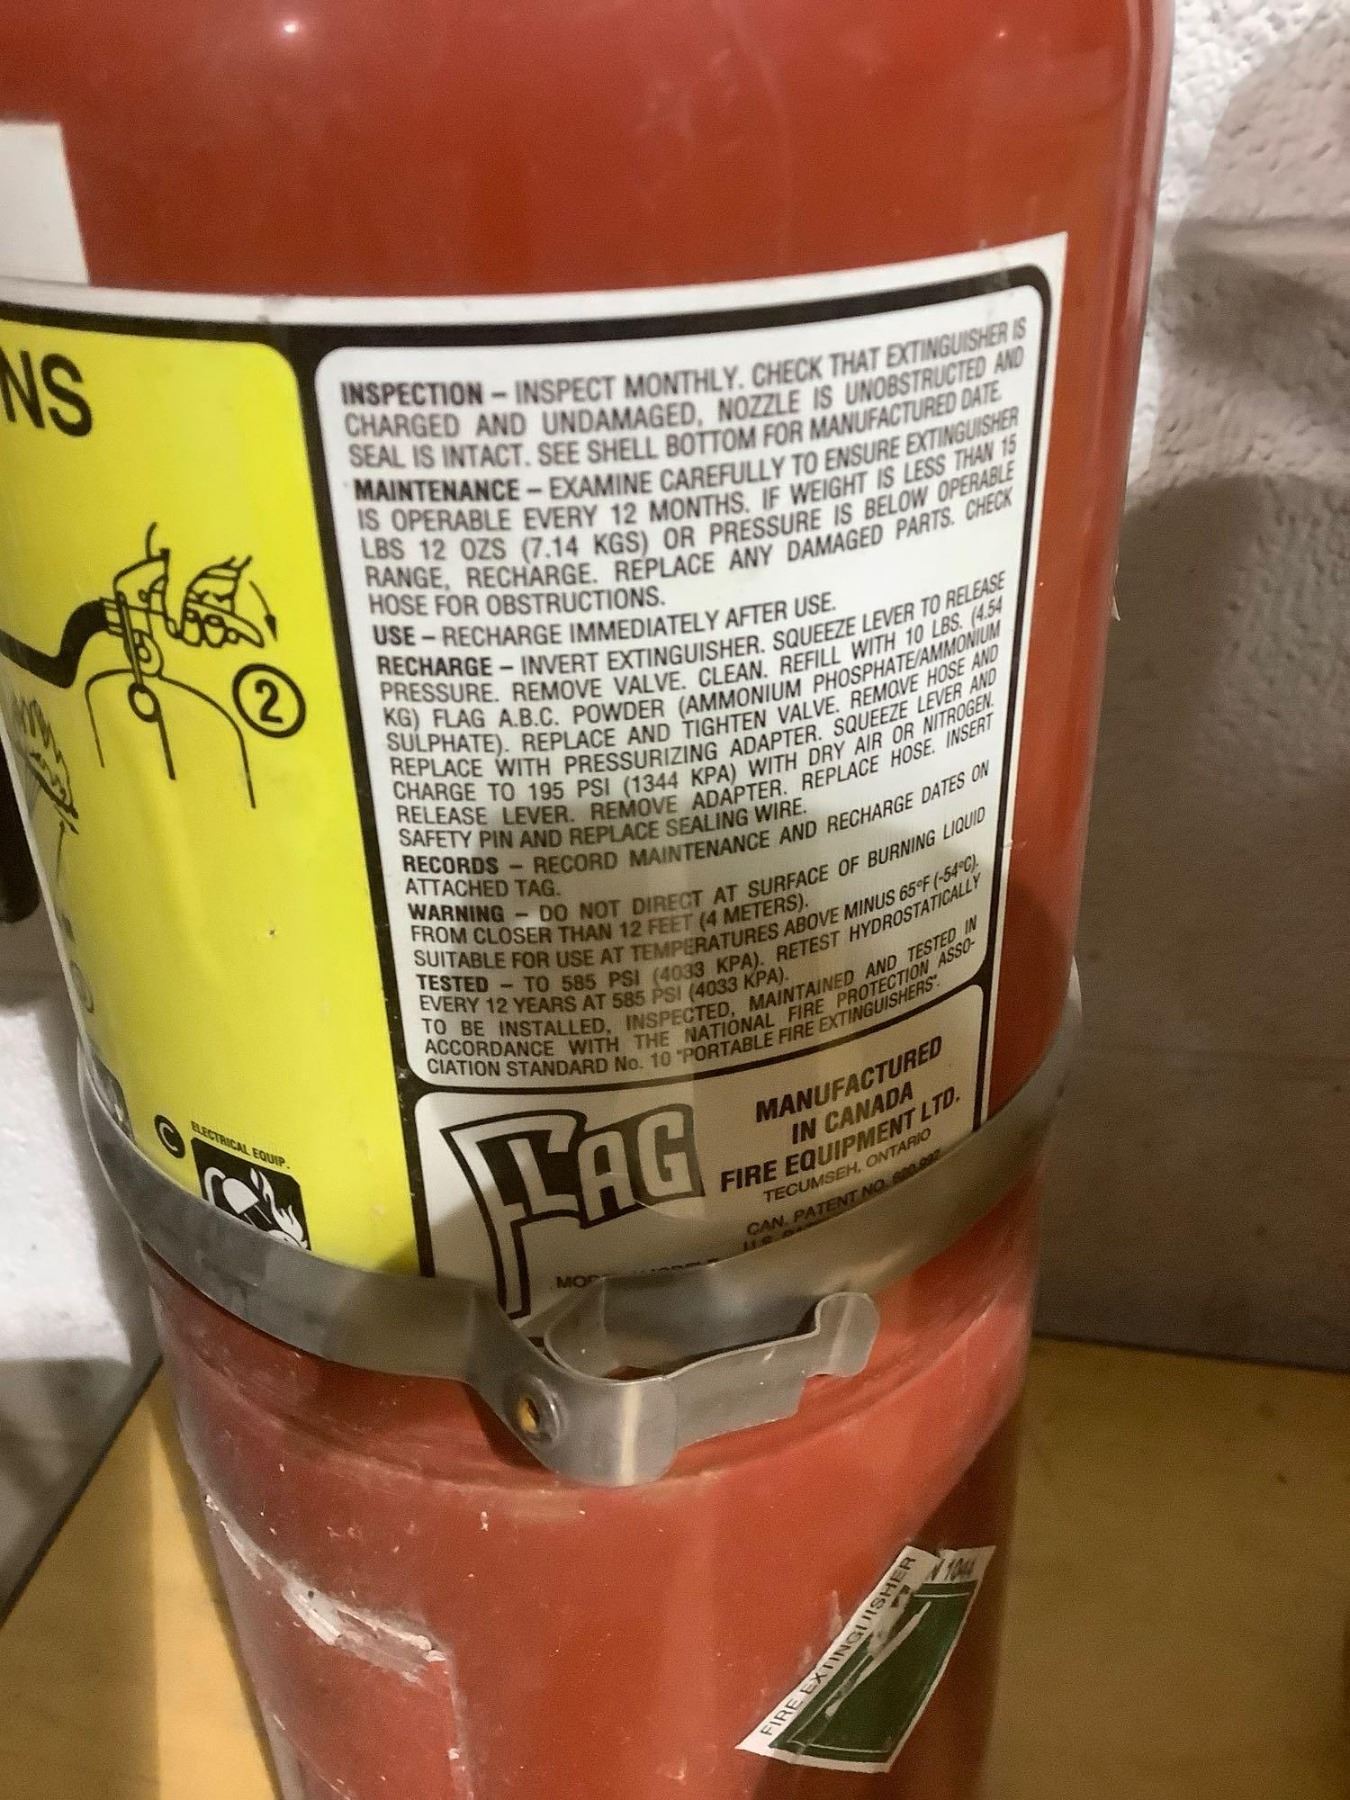 NS
2
C
ELECTRICAL EQUIP.
INSPECTION – INSPECT MONTHLY. CHECK THAT EXTINGUISHER IS
CHARGED AND UNDAMAGED, NOZZLE IS UNOBSTRUCTED AND
SEAL IS INTACT. SEE SHELL BOTTOM FOR MANUFACTURED DATE.
MAINTENANCE – EXAMINE CAREFULLY TO ENSURE EXTINGUISHER
IS OPERABLE EVERY 12 MONTHS. IF WEIGHT IS LESS THAN 15
LBS 12 OZS (7.14 KGS) OR PRESSURE IS BELOW OPERABLE
RANGE, RECHARGE. REPLACE ANY DAMAGED PARTS. CHECK
HOSE FOR OBSTRUCTIONS.
USE – RECHARGE IMMEDIATELY AFTER USE.
RECHARGE – INVERT EXTINGUISHER. SQUEEZE LEVER TO RELEASE
PRESSURE. REMOVE VALVE. CLEAN. REFILL WITH 10 LBS. (4.54
KG) FLAG A.B.C. POWDER (AMMONIUM PHOSPHATE/AMMONIUM
SULPHATE). REPLACE AND TIGHTEN VALVE. REMOVE HOSE AND
REPLACE WITH PRESSURIZING ADAPTER. SQUEEZE LEVER AND
CHARGE TO 195 PSI (1344 KPA) WITH DRY AIR OR NITROGEN.
RELEASE LEVER. REMOVE ADAPTER. REPLACE HOSE. INSERT
SAFETY PIN AND REPLACE SEALING WIRE.
RECORDS – RECORD MAINTENANCE AND RECHARGE DATES ON
ATTACHED TAG.
WARNING – DO NOT DIRECT AT SURFACE OF BURNING LIQUID
FROM CLOSER THAN 12 FEET (4 METERS).
SUITABLE FOR USE AT TEMPERATURES ABOVE MINUS 65°F (-54°C).
TESTED – TO 585 PSI (4033 KPA). RETEST HYDROSTATICALLY
EVERY 12 YEARS AT 585 PSI (4033 KPA).
TO BE INSTALLED, INSPECTED, MAINTAINED AND TESTED IN
ACCORDANCE WITH THE NATIONAL FIRE PROTECTION ASSO-
CIATION STANDARD No. 10 "PORTABLE FIRE EXTINGUISHERS".
FLAG
MANUFACTURED
IN CANADA
FIRE EQUIPMENT LTD.
TECUMSEH, ONTARIO
CAN. PATENT NO.
U.S.
FIRE EXTINGUISHER